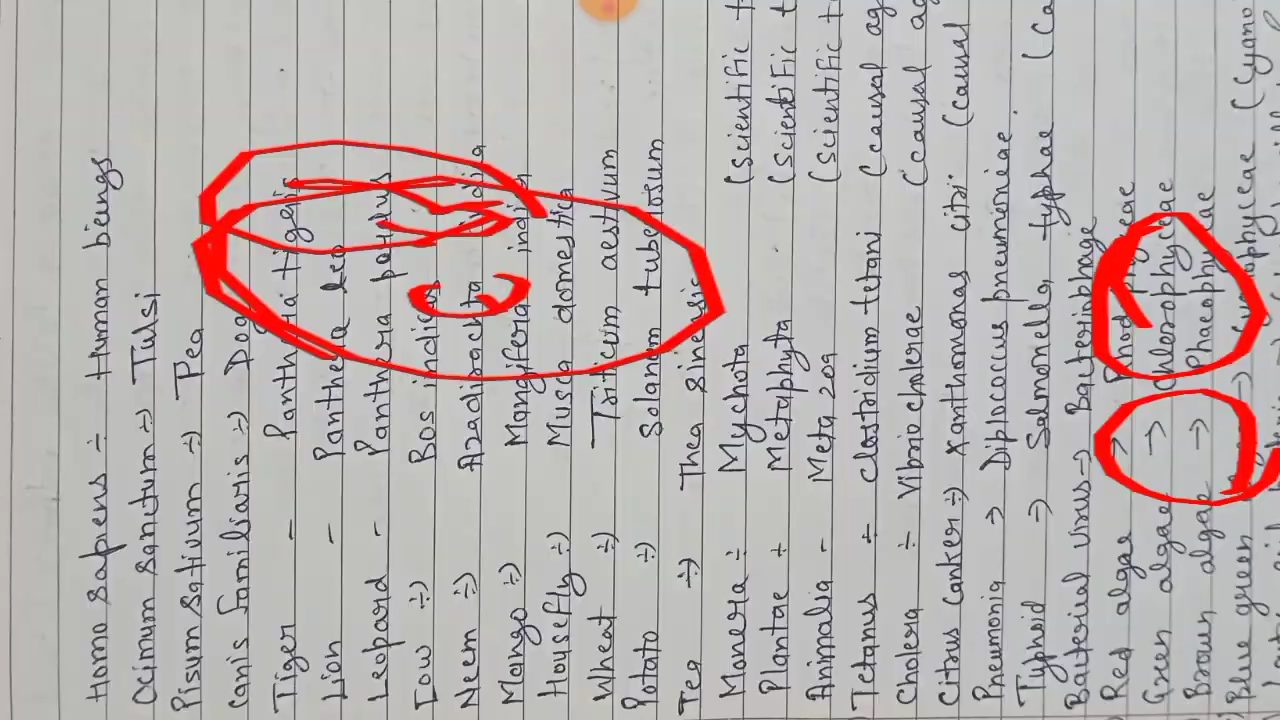 Homo sapiens ÷ Human beings
Ocimum sanctum ⇒ Tulsi
Pisum sativum ÷) Pea
Canis familiaris ÷) Dog
Tiger - Panthera tigris
Lion - Panthera leo
Leopard - Panthera pardus
Cow ÷) Bos indicus
Neem ÷) Azadirachta indica
Mango ÷) Mangifera indica
Housefly ÷) Musca domestica
Wheat ÷) Triticum aestivum
Potato ÷) Solanum tuberosum
Tea ÷) Thea sinensis
Monera ÷ Mychota (Scientific
Plantae ÷ Metaphyta (Scientific
Animalia - Metazoa (Scientific
Tetanus ÷ Clostridium tetani (causal ag
Cholera ÷ Vibrio cholerae (causal ag
Citrus Canker ÷) Xanthomonas citri (Causal
Pneumonia → Diplococcus pneumoniae
Typhoid → Salmonella typhae (Ca
Bacterial virus → Bacteriophage
Red algae → Rhodophyceae
Green algae → Chlorophyceae
Brown algae → Phaeophyceae
Blue green → Cyanophyceae (Cyano